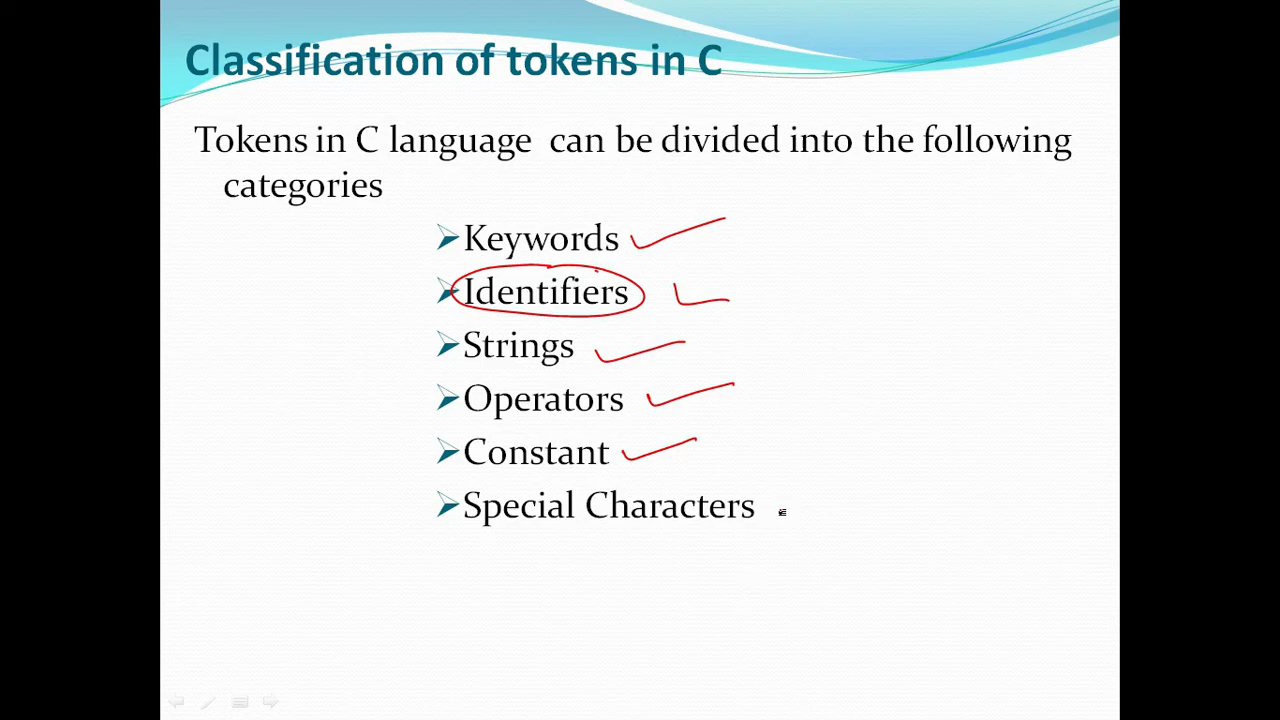 Classification of tokens in C
Tokens in C language can be divided into the following
categories
Keywords
Identifiers
Strings
Operators
Constant
Special Characters